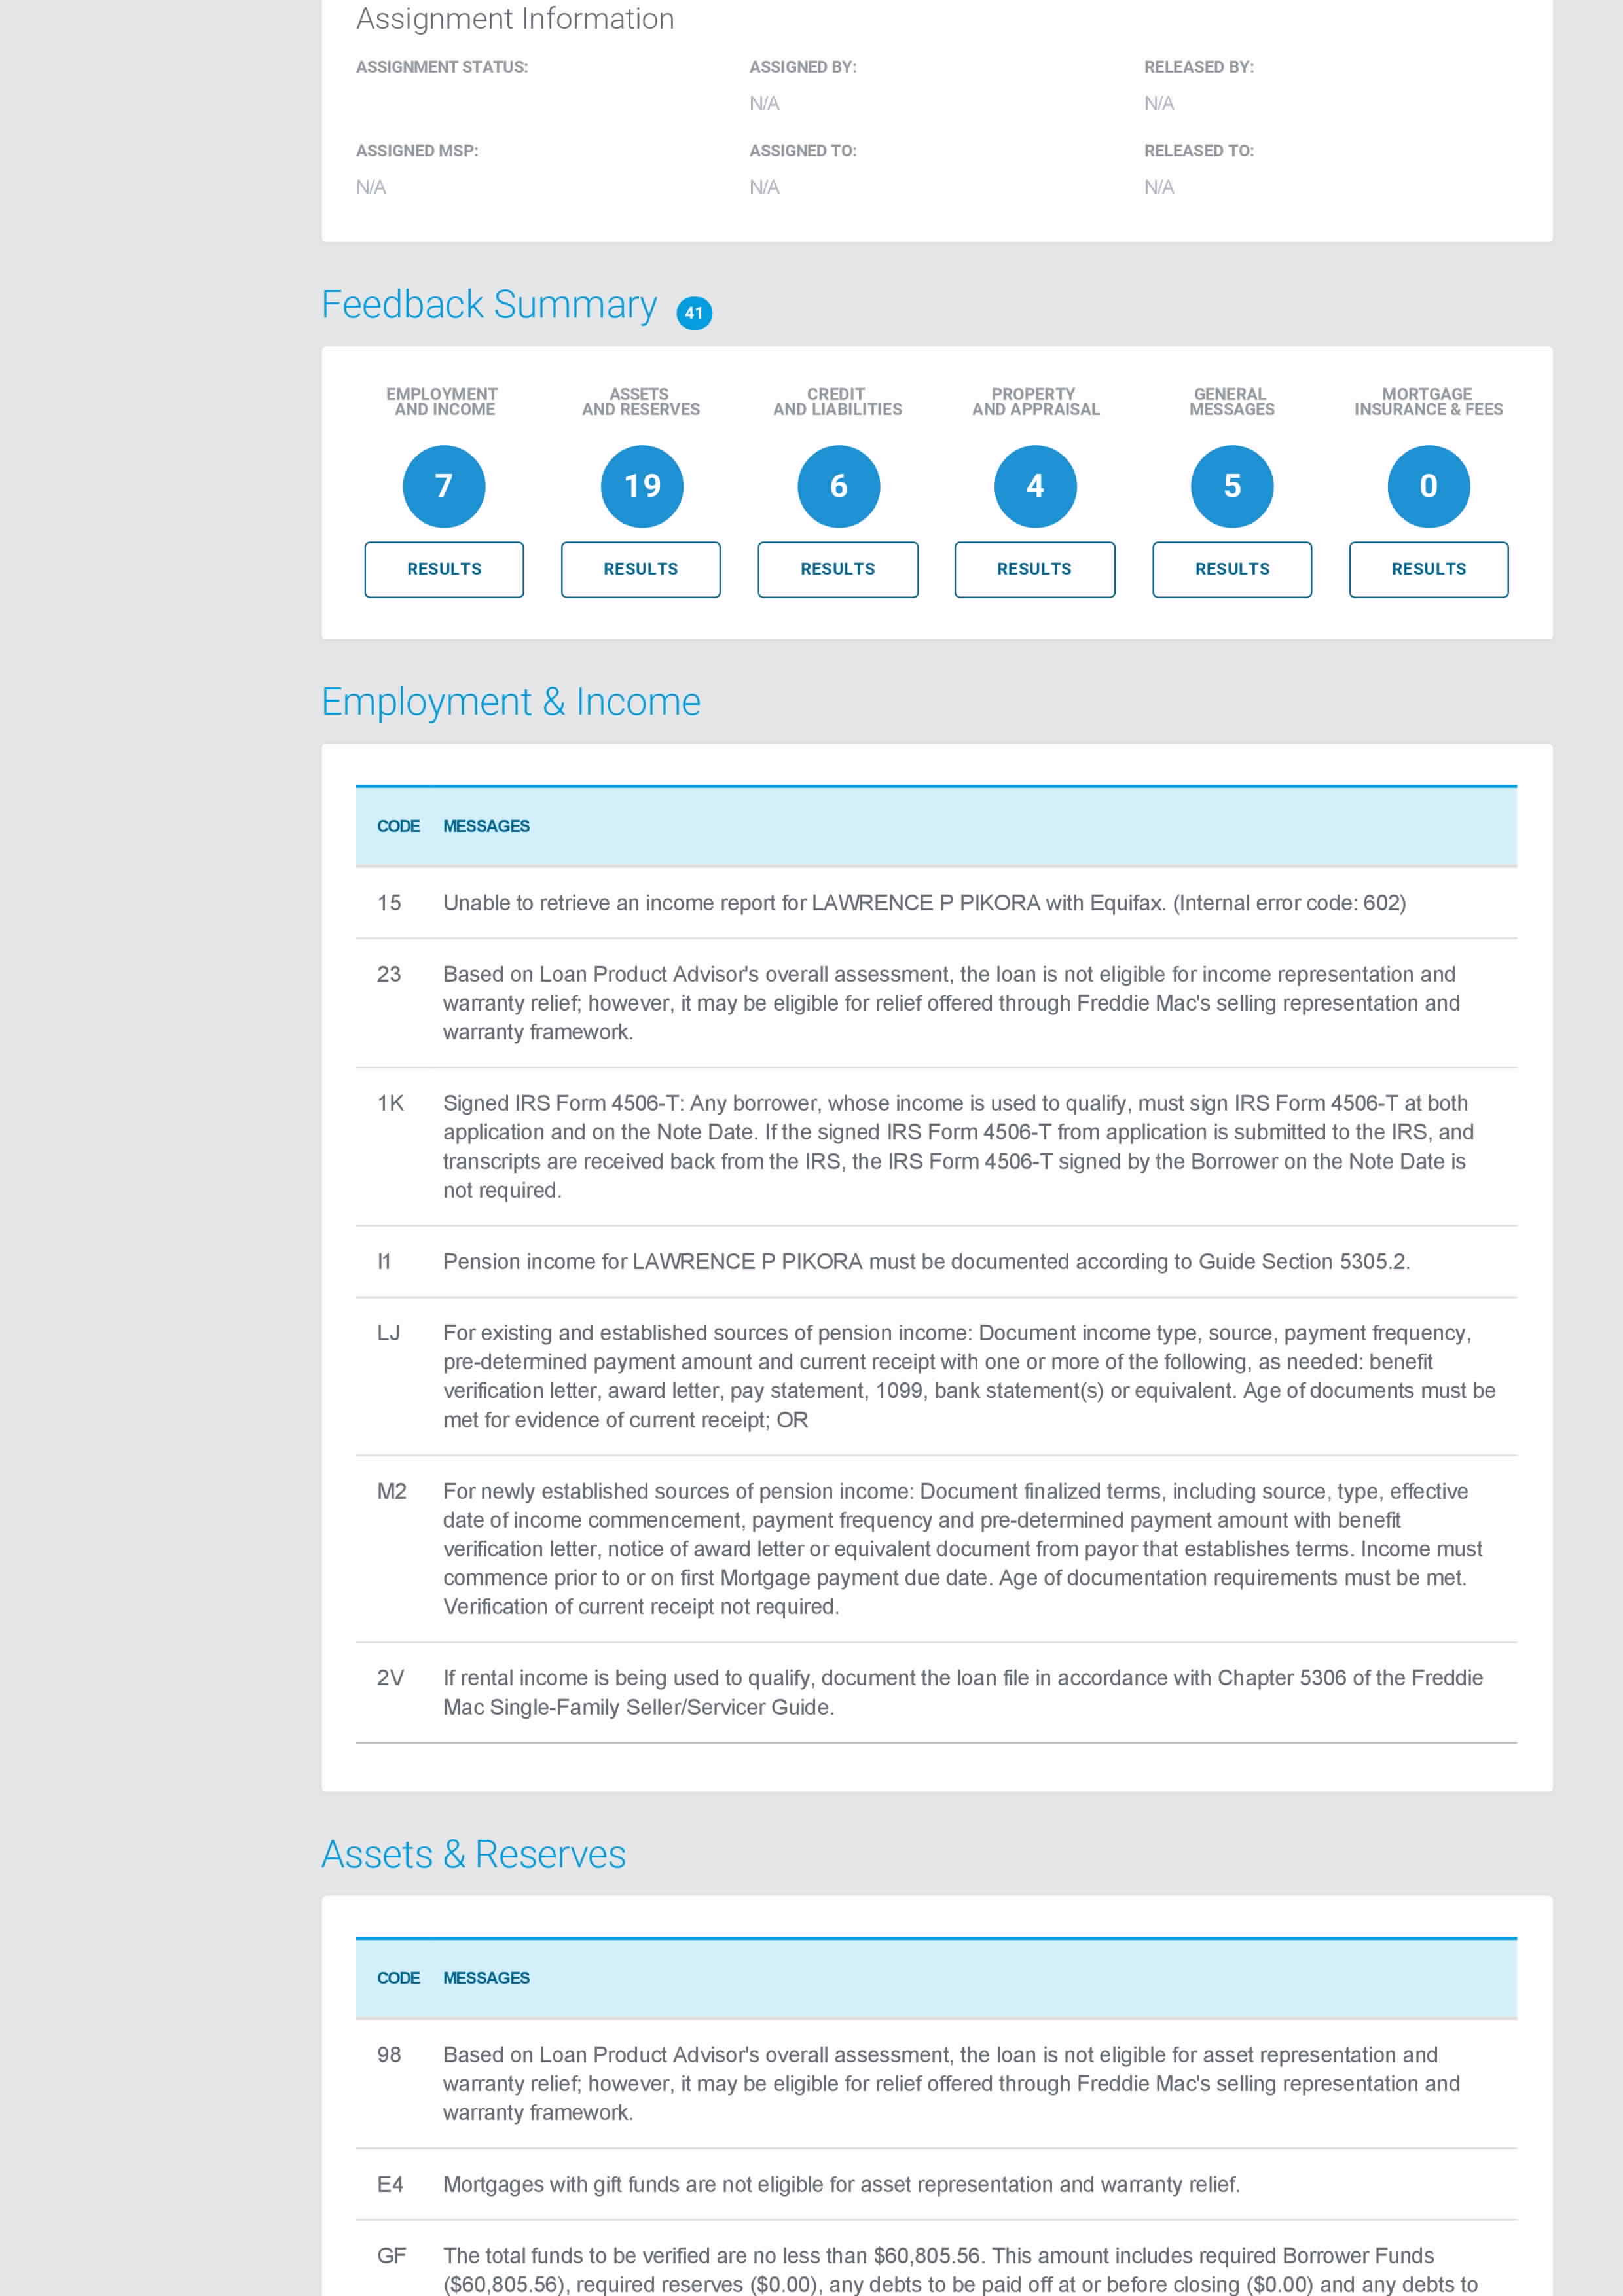 Assignment Information
ASSIGNMENT STATUS: ASSIGNED BY: RELEASED BY:
N/A N/A
ASSIGNED MSP: ASSIGNED TO: RELEASED TO:
N/A N/A N/A
Feedback Summary 41
EMPLOYMENT AND INCOME
ASSETS AND RESERVES
CREDIT AND LIABILITIES
PROPERTY AND APPRAISAL
GENERAL MESSAGES
MORTGAGE INSURANCE & FEES
7 19 6 4 5 0
RESULTS RESULTS RESULTS RESULTS RESULTS RESULTS
Employment & Income
CODE MESSAGES
15 Unable to retrieve an income report for LAWRENCE P PIKORA with Equifax. (Internal error code: 602)
23 Based on Loan Product Advisor's overall assessment, the loan is not eligible for income representation and
warranty relief; however, it may be eligible for relief offered through Freddie Mac's selling representation and
warranty framework.
1K Signed IRS Form 4506-T: Any borrower, whose income is used to qualify, must sign IRS Form 4506-T at both
application and on the Note Date. If the signed IRS Form 4506-T from application is submitted to the IRS, and
transcripts are received back from the IRS, the IRS Form 4506-T signed by the Borrower on the Note Date is
not required.
I1 Pension income for LAWRENCE P PIKORA must be documented according to Guide Section 5305.2.
LJ For existing and established sources of pension income: Document income type, source, payment frequency,
pre-determined payment amount and current receipt with one or more of the following, as needed: benefit
verification letter, award letter, pay statement, 1099, bank statement(s) or equivalent. Age of documents must be
met for evidence of current receipt; OR
M2 For newly established sources of pension income: Document finalized terms, including source, type, effective
date of income commencement, payment frequency and pre-determined payment amount with benefit
verification letter, notice of award letter or equivalent document from payor that establishes terms. Income must
commence prior to or on first Mortgage payment due date. Age of documentation requirements must be met.
Verification of current receipt not required.
2V If rental income is being used to qualify, document the loan file in accordance with Chapter 5306 of the Freddie
Mac Single-Family Seller/Servicer Guide.
Assets & Reserves
CODE MESSAGES
98 Based on Loan Product Advisor's overall assessment, the loan is not eligible for asset representation and
warranty relief; however, it may be eligible for relief offered through Freddie Mac's selling representation and
warranty framework.
E4 Mortgages with gift funds are not eligible for asset representation and warranty relief.
GF The total funds to be verified are no less than $60,805.56. This amount includes required Borrower Funds
($60,805.56), required reserves ($0.00), any debts to be paid off at or before closing ($0.00) and any debts to